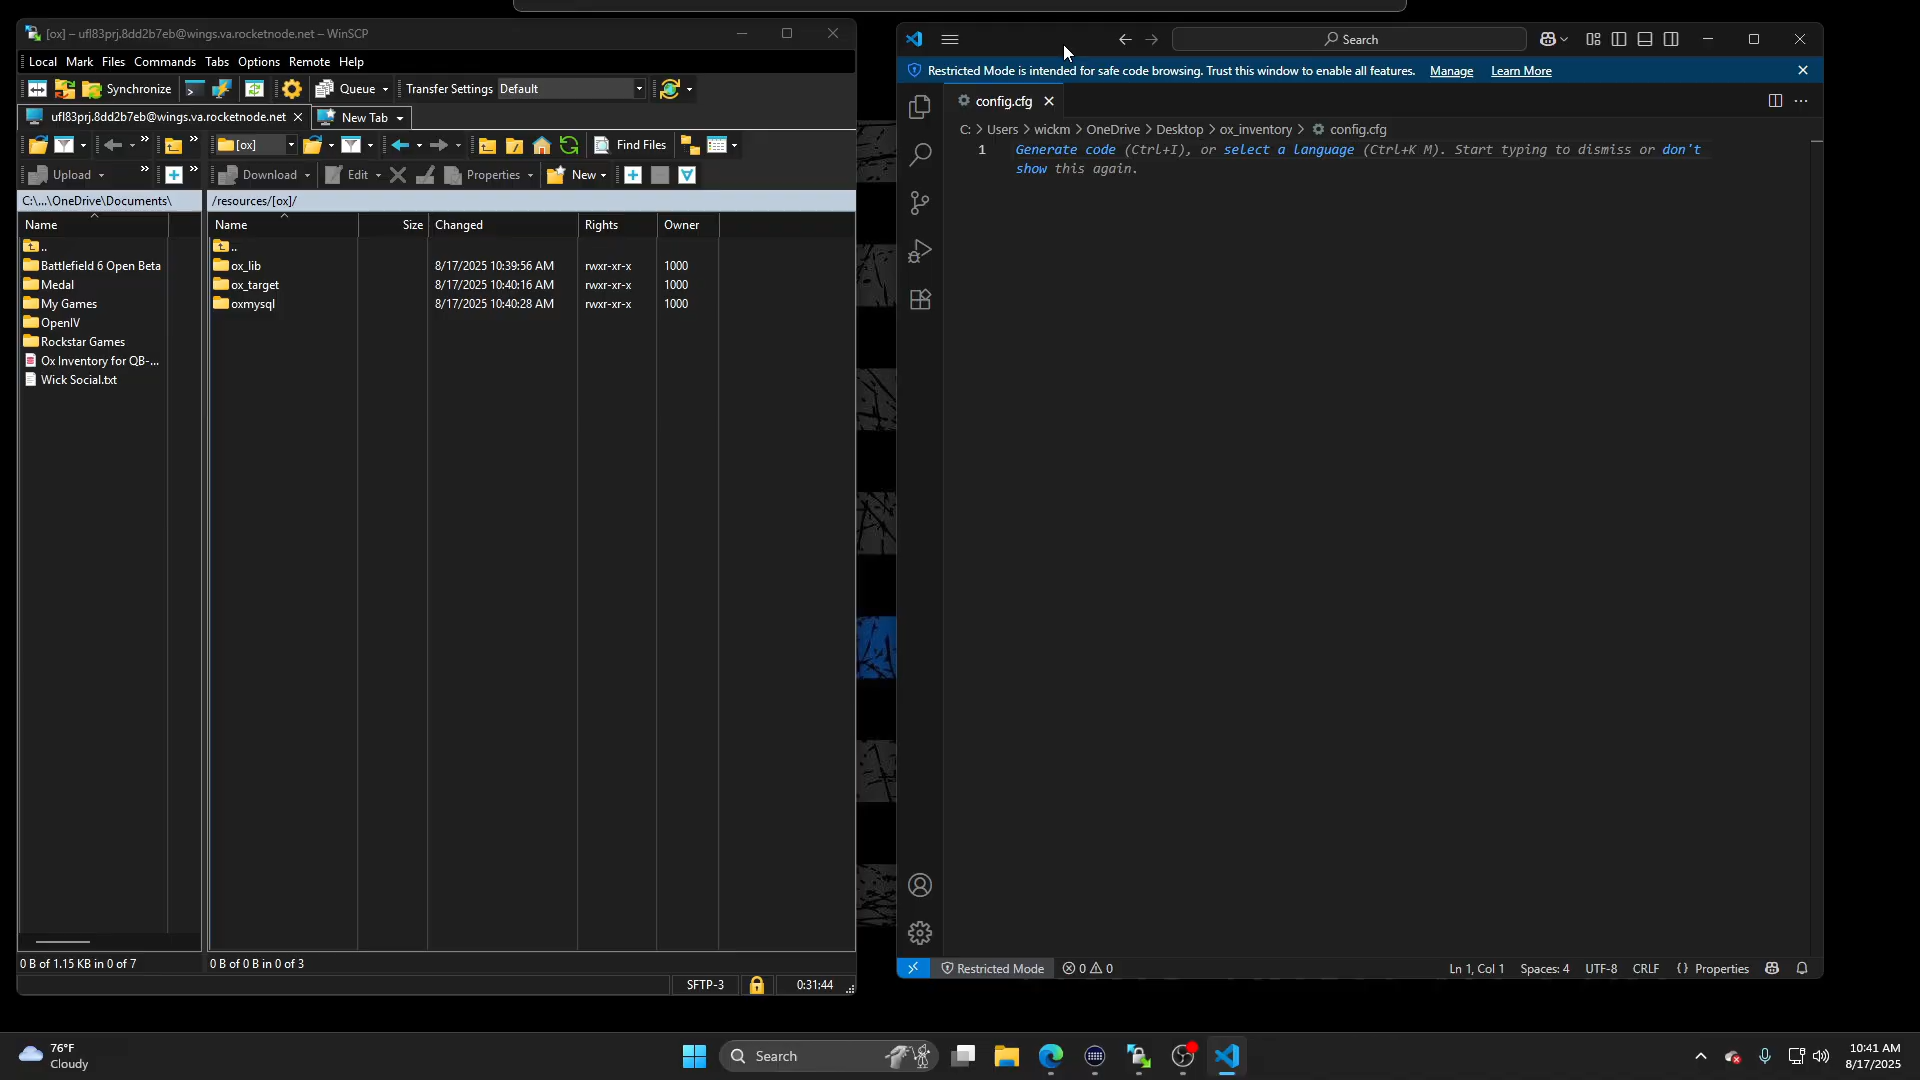 [ox] – ufl83prj.8dd2b7eb@wings.va.rocketnode.net – WinSCP
Local Mark Files Commands Tabs Options Remote Help
Synchronize Queue Transfer Settings Default
ufl83prj.8dd2b7eb@wings.va.rocketnode.net New Tab
[ox] Find Files
Upload Download Edit Properties New
C:\...\OneDrive\Documents\ /resources/[ox]/
Name Name Size Changed Rights Owner
.. ..
Battlefield 6 Open Beta ox_lib 8/17/2025 10:39:56 AM rwxr-xr-x 1000
Medal ox_target 8/17/2025 10:40:16 AM rwxr-xr-x 1000
My Games oxmysql 8/17/2025 10:40:28 AM rwxr-xr-x 1000
OpenIV
Rockstar Games
Ox Inventory for QB-...
Wick Social.txt
0 B of 1.15 KB in 0 of 7 0 B of 0 B in 0 of 3
SFTP-3 0:31:44
Search
Restricted Mode is intended for safe code browsing. Trust this window to enable all features. Manage Learn More
config.cfg
C: > Users > wickm > OneDrive > Desktop > ox_inventory > config.cfg
1 Generate code (Ctrl+I), or select a language (Ctrl+K M). Start typing to dismiss or don't
show this again.
Restricted Mode 0 0 Ln 1, Col 1 Spaces: 4 UTF-8 CRLF {} Properties
76°F
Cloudy
Search
10:41 AM
8/17/2025